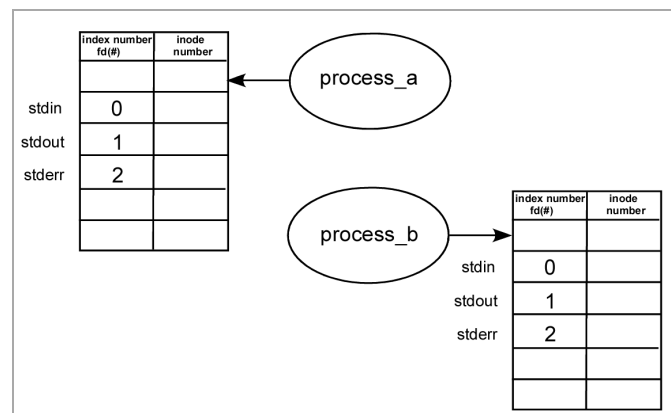 index number inode
fd(#) number
process_a
stdin 0
stdout 1
stderr 2
process_b
index number inode
fd(#) number
stdin 0
stdout 1
stderr 2